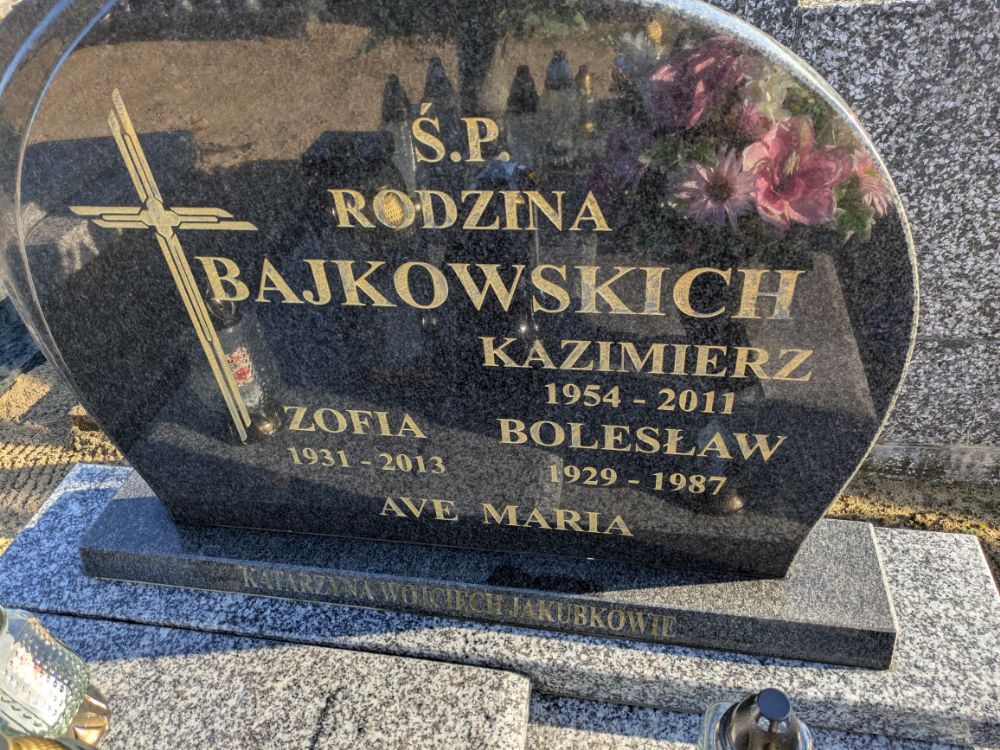 Ś.P.
RODZINA
BAJKOWSKICH
KAZIMIERZ
1954 - 2011
ZOFIA
1931 - 2013
BOLESŁAW
1929 - 1987
AVE MARIA
KATARZYNA WOJCIECH JAKUBKOWIE